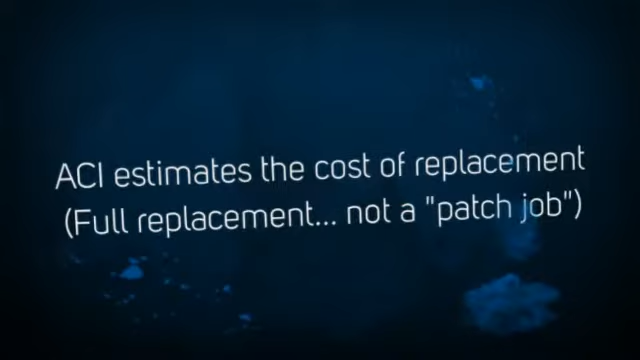 ACI estimates the cost of replacement
(Full replacement... not a "patch job")